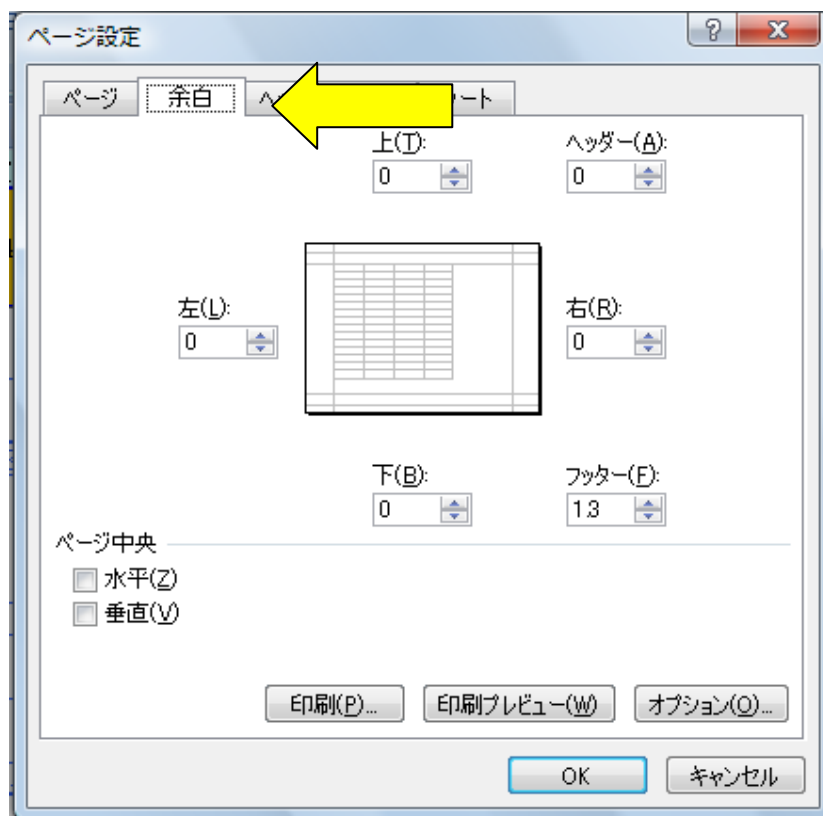 ページ設定
ページ 余白
上(T): ヘッダー(A):
0 0
左(L): 右(R):
0 0
下(B): フッター(F):
0 1.3
ページ中央
水平(Z)
垂直(V)
印刷(P)... 印刷プレビュー(W) オプション(O)...
OK キャンセル